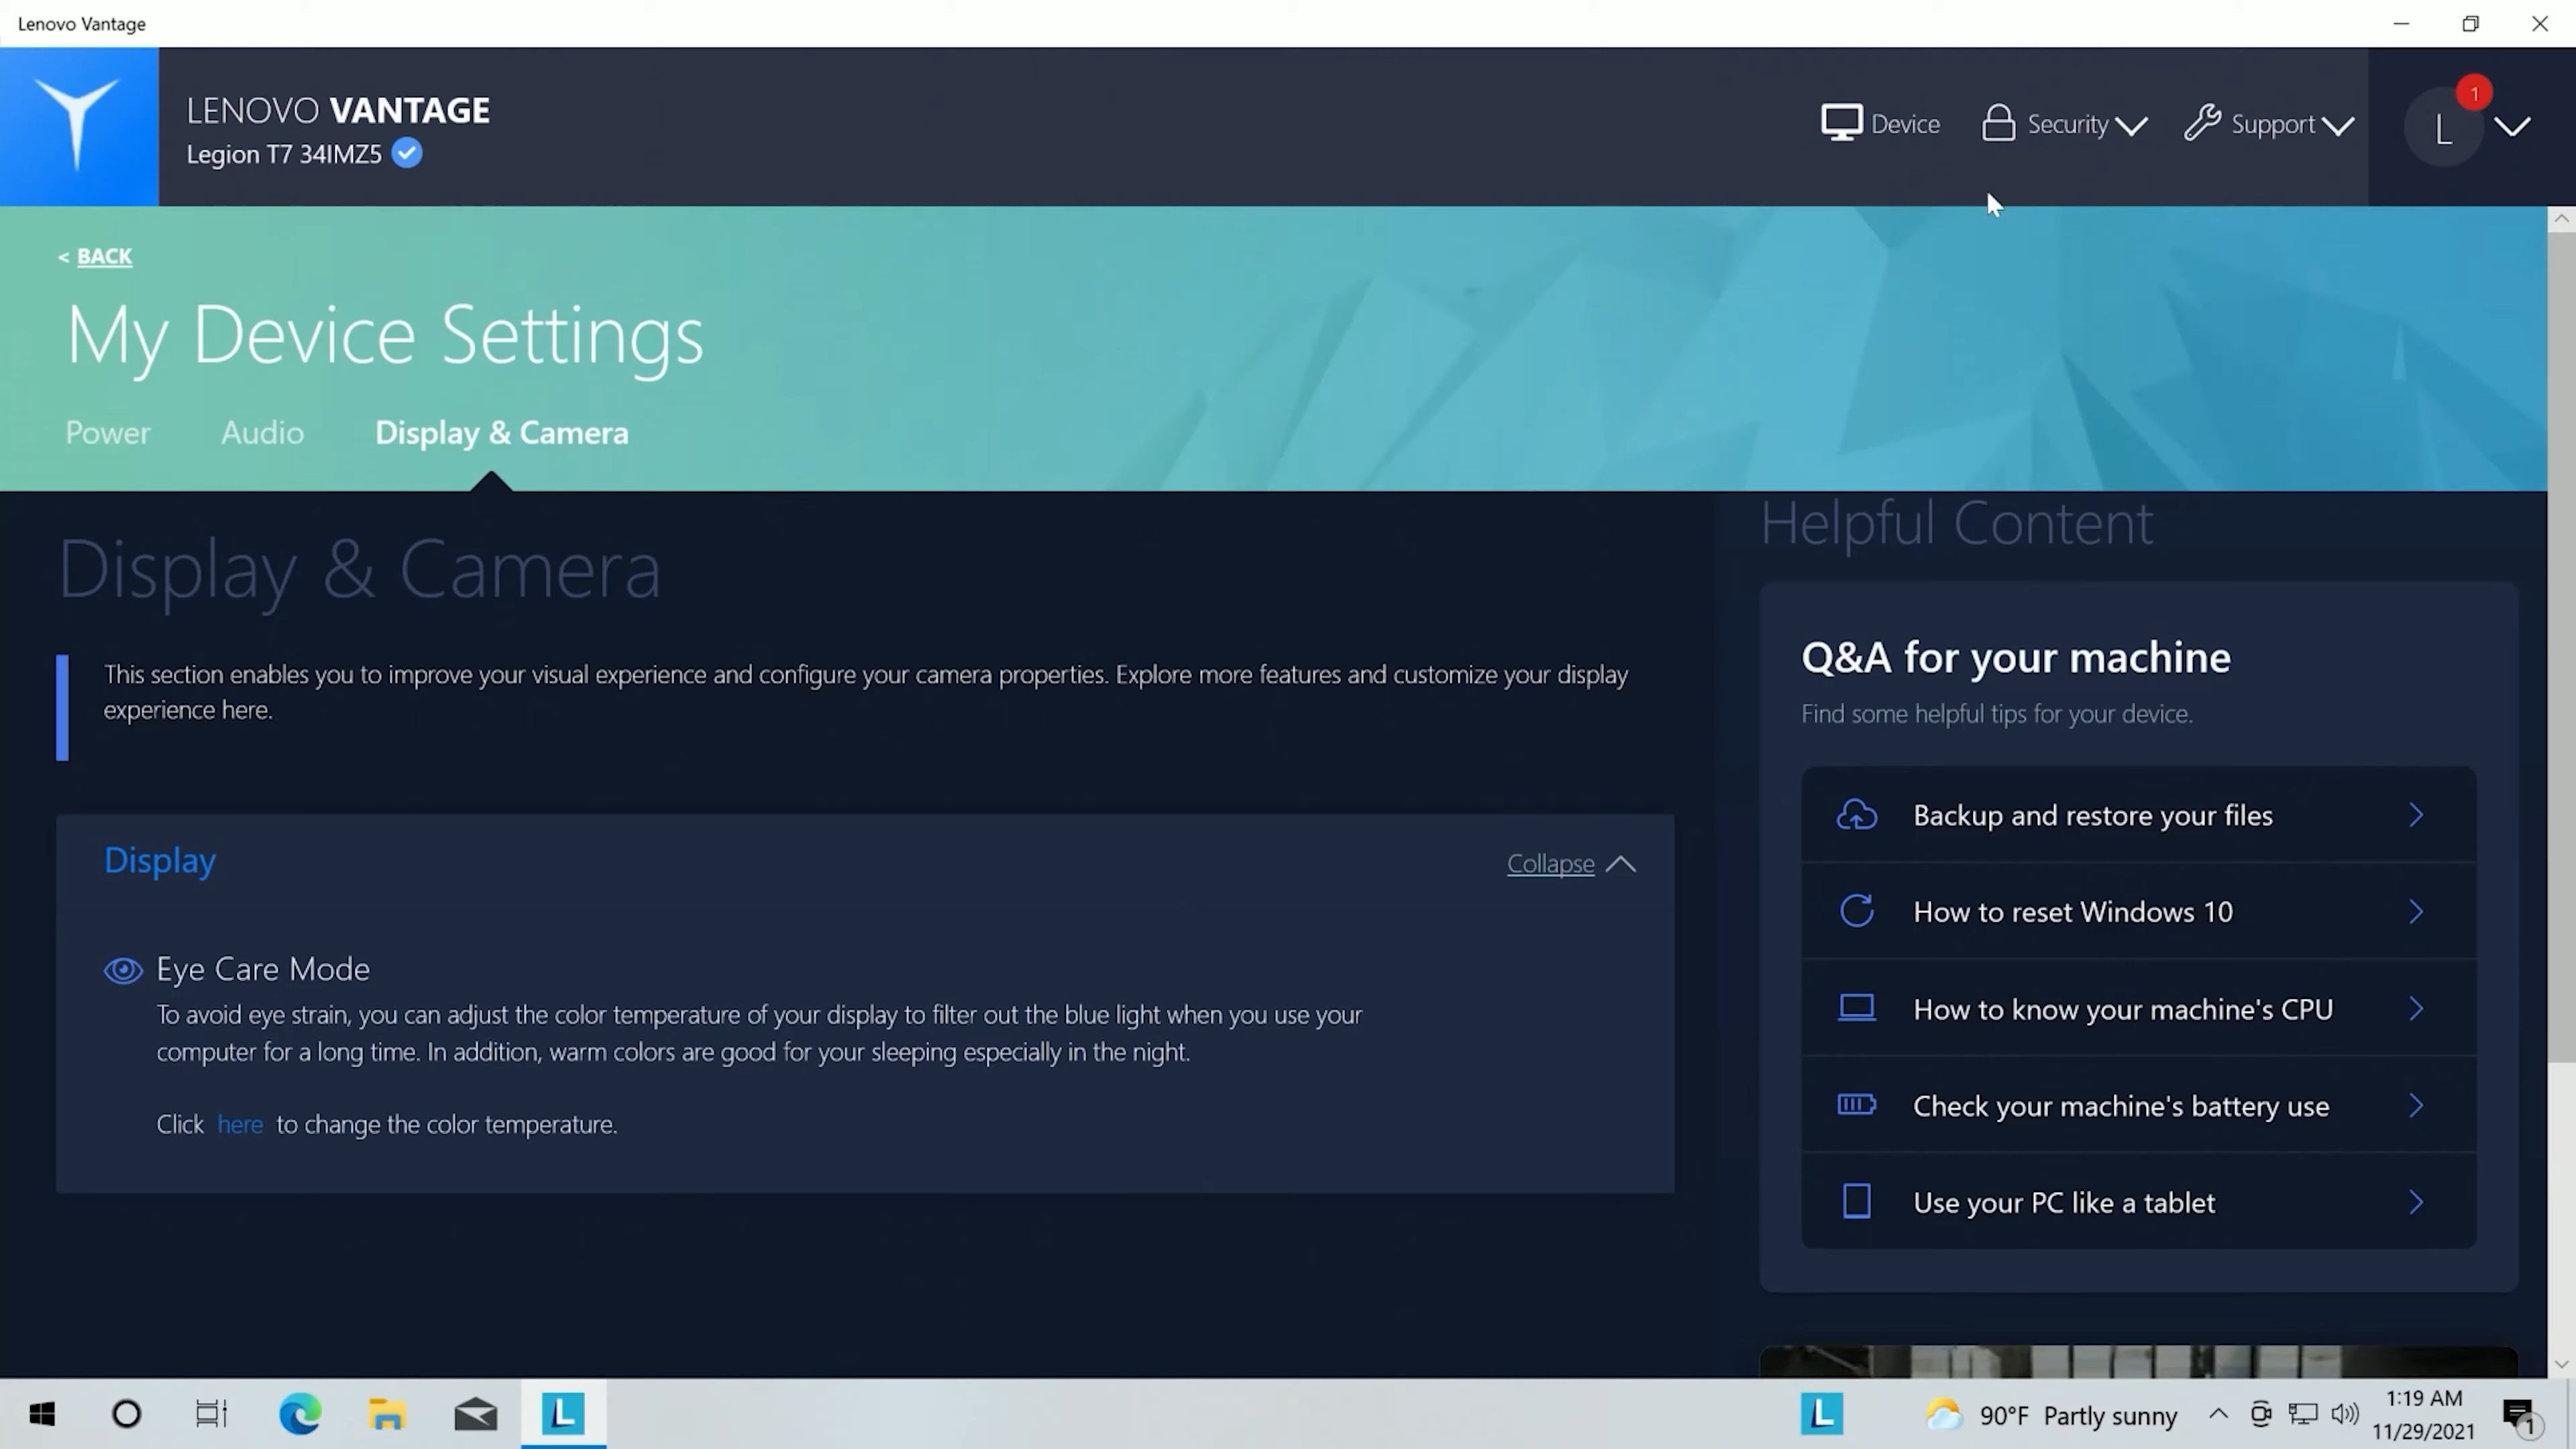 Lenovo Vantage
LENOVO VANTAGE
Legion T7 34IMZ5
Device
Security
Support
L
1
< BACK
My Device Settings
Power
Audio
Display & Camera
Display & Camera
This section enables you to improve your visual experience and configure your camera properties. Explore more features and customize your display
experience here.
Display
Collapse
Eye Care Mode
To avoid eye strain, you can adjust the color temperature of your display to filter out the blue light when you use your
computer for a long time. In addition, warm colors are good for your sleeping especially in the night.
Click here to change the color temperature.
Helpful Content
Q&A for your machine
Find some helpful tips for your device.
Backup and restore your files
How to reset Windows 10
How to know your machine's CPU
Check your machine's battery use
Use your PC like a tablet
L
L
90°F Partly sunny
1:19 AM
11/29/2021
1